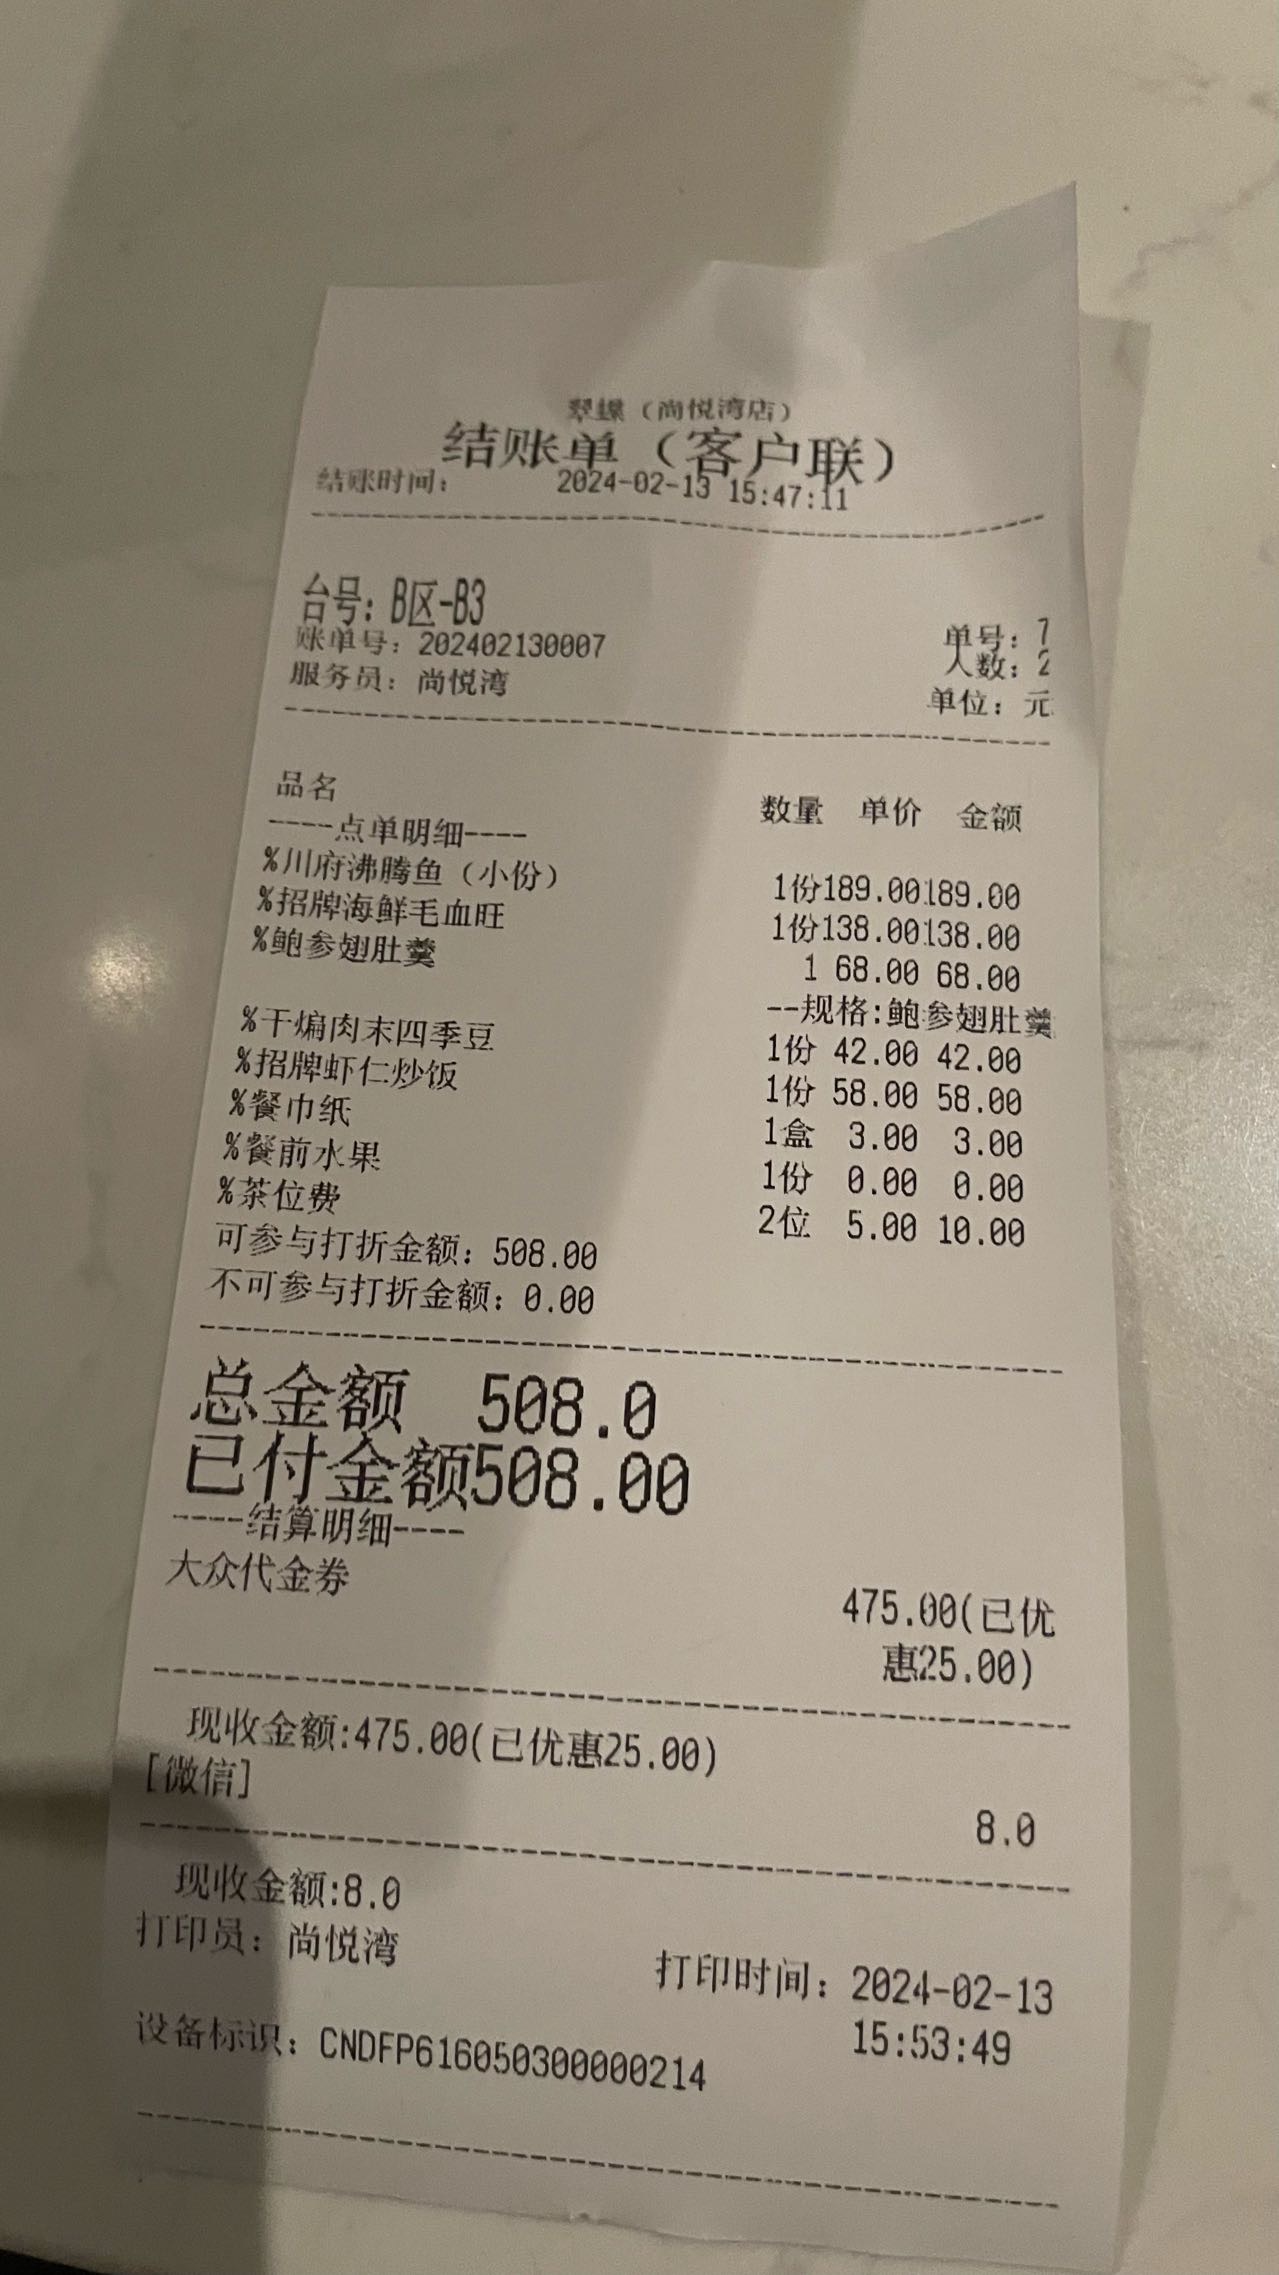 翠蝶（尚悦湾店）
结账单（客户联）
结账时间： 2024-02-13 15:47:11
台号：B区-B3
单号：7
账单号：202402130007
人数：2
服务员：尚悦湾
单位：元
品名 数量 单价 金额
----点单明细----
%川府沸腾鱼（小份） 1份189.00189.00
%招牌海鲜毛血旺 1份138.00138.00
%鲍参翅肚羹 1 68.00 68.00
--规格:鲍参翅肚羹
%干煸肉末四季豆 1份 42.00 42.00
%招牌虾仁炒饭 1份 58.00 58.00
%餐巾纸 1盒 3.00 3.00
%餐前水果 1份 0.00 0.00
%茶位费 2位 5.00 10.00
可参与打折金额：508.00
不可参与打折金额：0.00
总金额 508.0
已付金额508.00
----结算明细----
大众代金券 475.00(已优
惠25.00)
现收金额:475.00(已优惠25.00)
[微信] 8.0
现收金额:8.0
打印员：尚悦湾 打印时间：2024-02-13
15:53:49
设备标识：CNDFP616050300000214